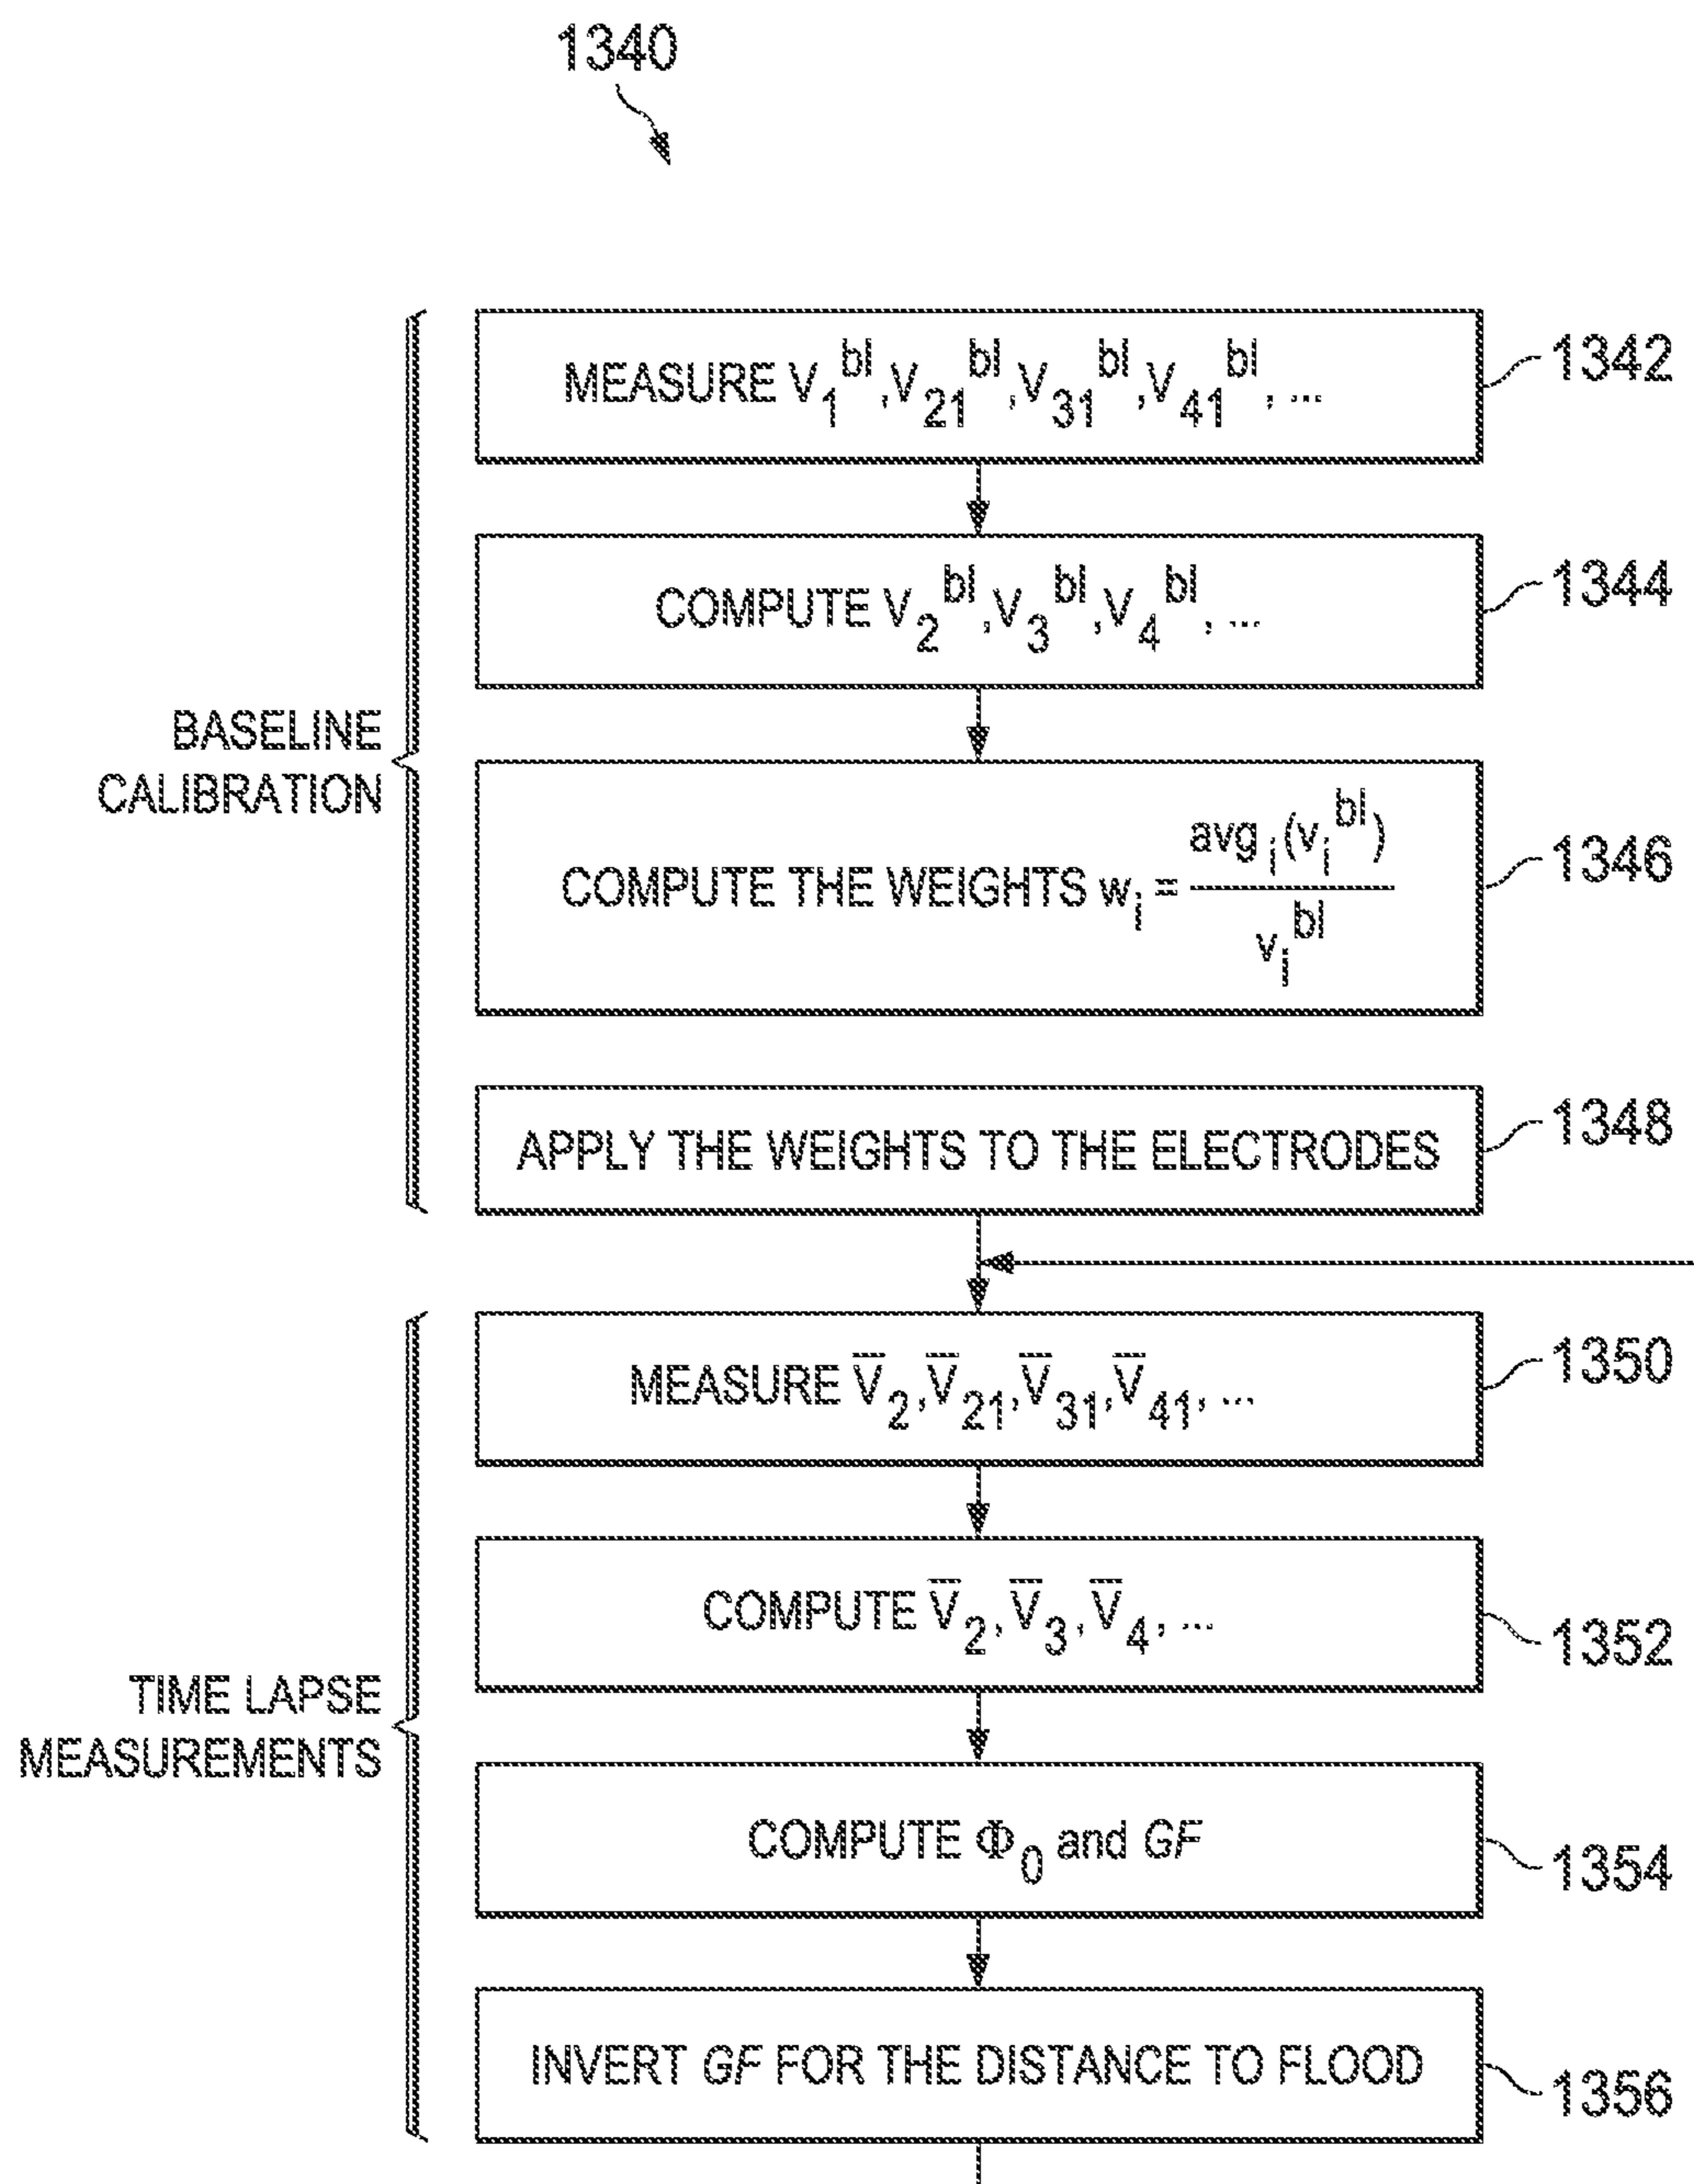 1340
MEASURE V₁ᵇˡ, V₂₁ᵇˡ, V₃₁ᵇˡ, V₄₁ᵇˡ, ...
1342
COMPUTE V₂ᵇˡ, V₃ᵇˡ, V₄ᵇˡ, ...
1344
BASELINE
CALIBRATION
COMPUTE THE WEIGHTS wᵢ = avgᵢ(vᵢᵇˡ) / vᵢᵇˡ
1346
APPLY THE WEIGHTS TO THE ELECTRODES
1348
MEASURE V̅₂, V̅₂₁, V̅₃₁, V̅₄₁, ...
1350
COMPUTE V̅₂, V̅₃, V̅₄, ...
1352
TIME LAPSE
MEASUREMENTS
COMPUTE Φ₀ and GF
1354
INVERT GF FOR THE DISTANCE TO FLOOD
1356